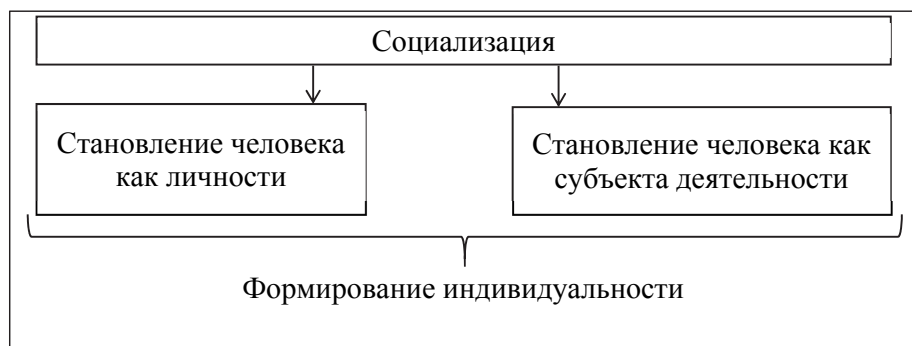 Социализация
Становление человека
как личности
Становление человека как
субъекта деятельности
Формирование индивидуальности